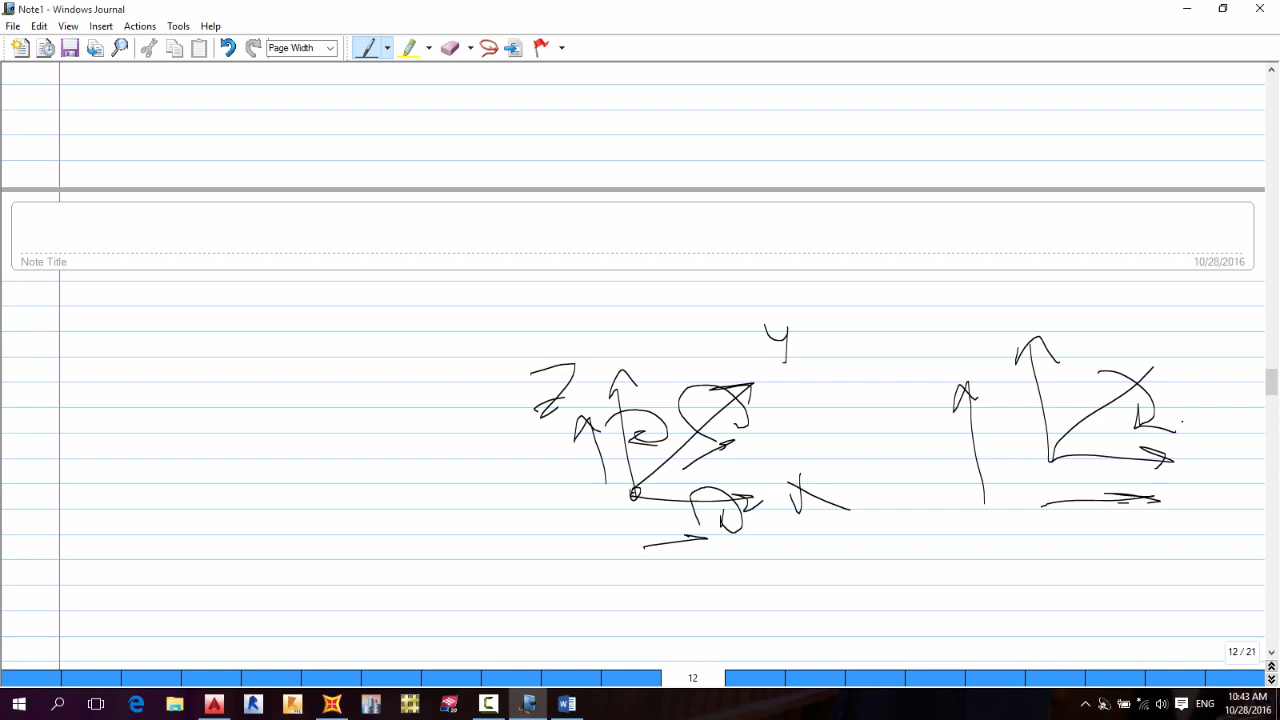 Note1 - Windows Journal
File Edit View Insert Actions Tools Help
Page Width
Note Title
10/28/2016
y
Z
x
12 / 21
12
ENG
10:43 AM
10/28/2016